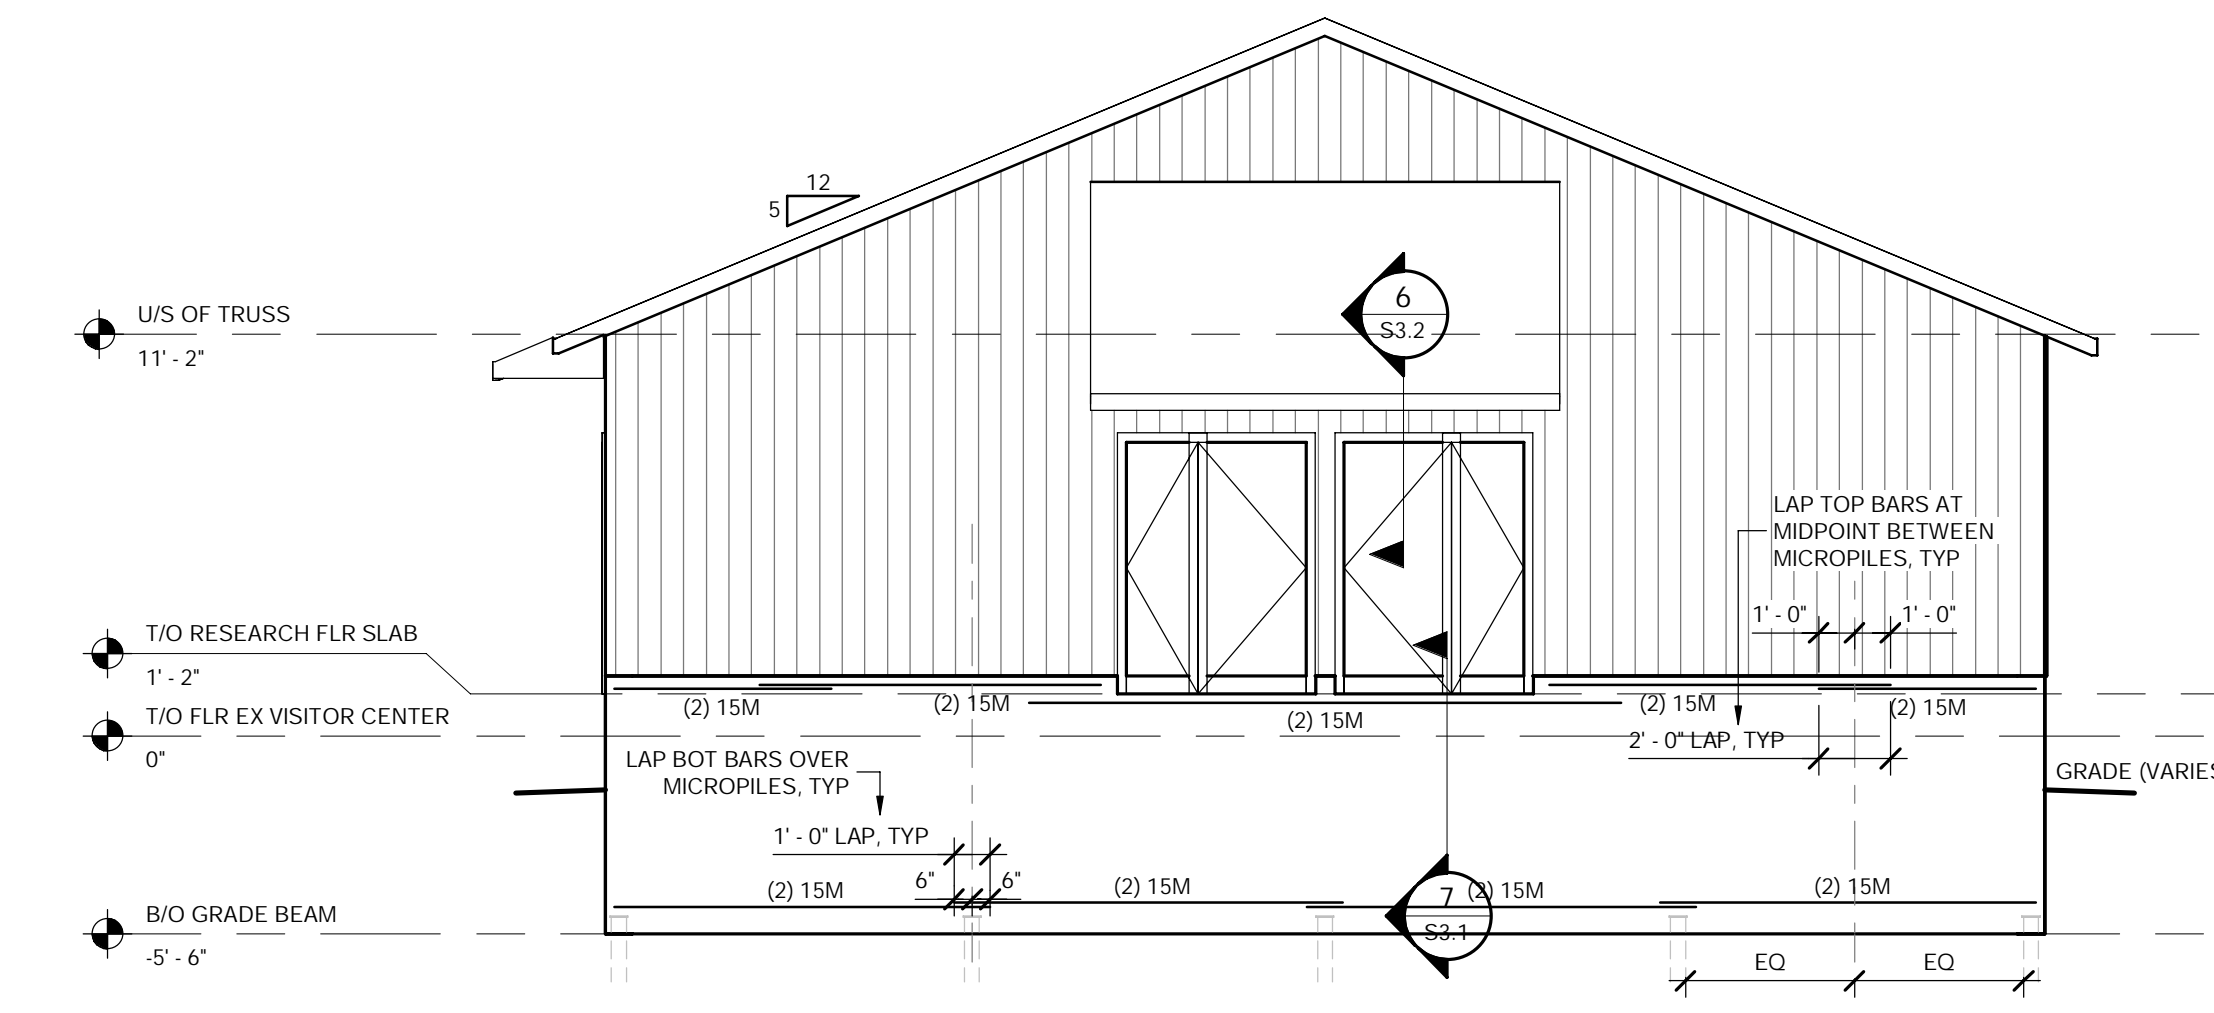 12
5
U/S OF TRUSS
11' - 2"
6
S3.2
LAP TOP BARS AT
MIDPOINT BETWEEN
MICROPILES, TYP
1' - 0"
1' - 0"
T/O RESEARCH FLR SLAB
1' - 2"
(2) 15M
(2) 15M
(2) 15M
(2) 15M
(2) 15M
T/O FLR EX VISITOR CENTER
0"
2' - 0" LAP, TYP
LAP BOT BARS OVER
MICROPILES, TYP
GRADE (VARIES
1' - 0" LAP, TYP
6"
6"
(2) 15M
(2) 15M
(2) 15M
(2) 15M
7
S3.1
B/O GRADE BEAM
-5' - 6"
EQ
EQ